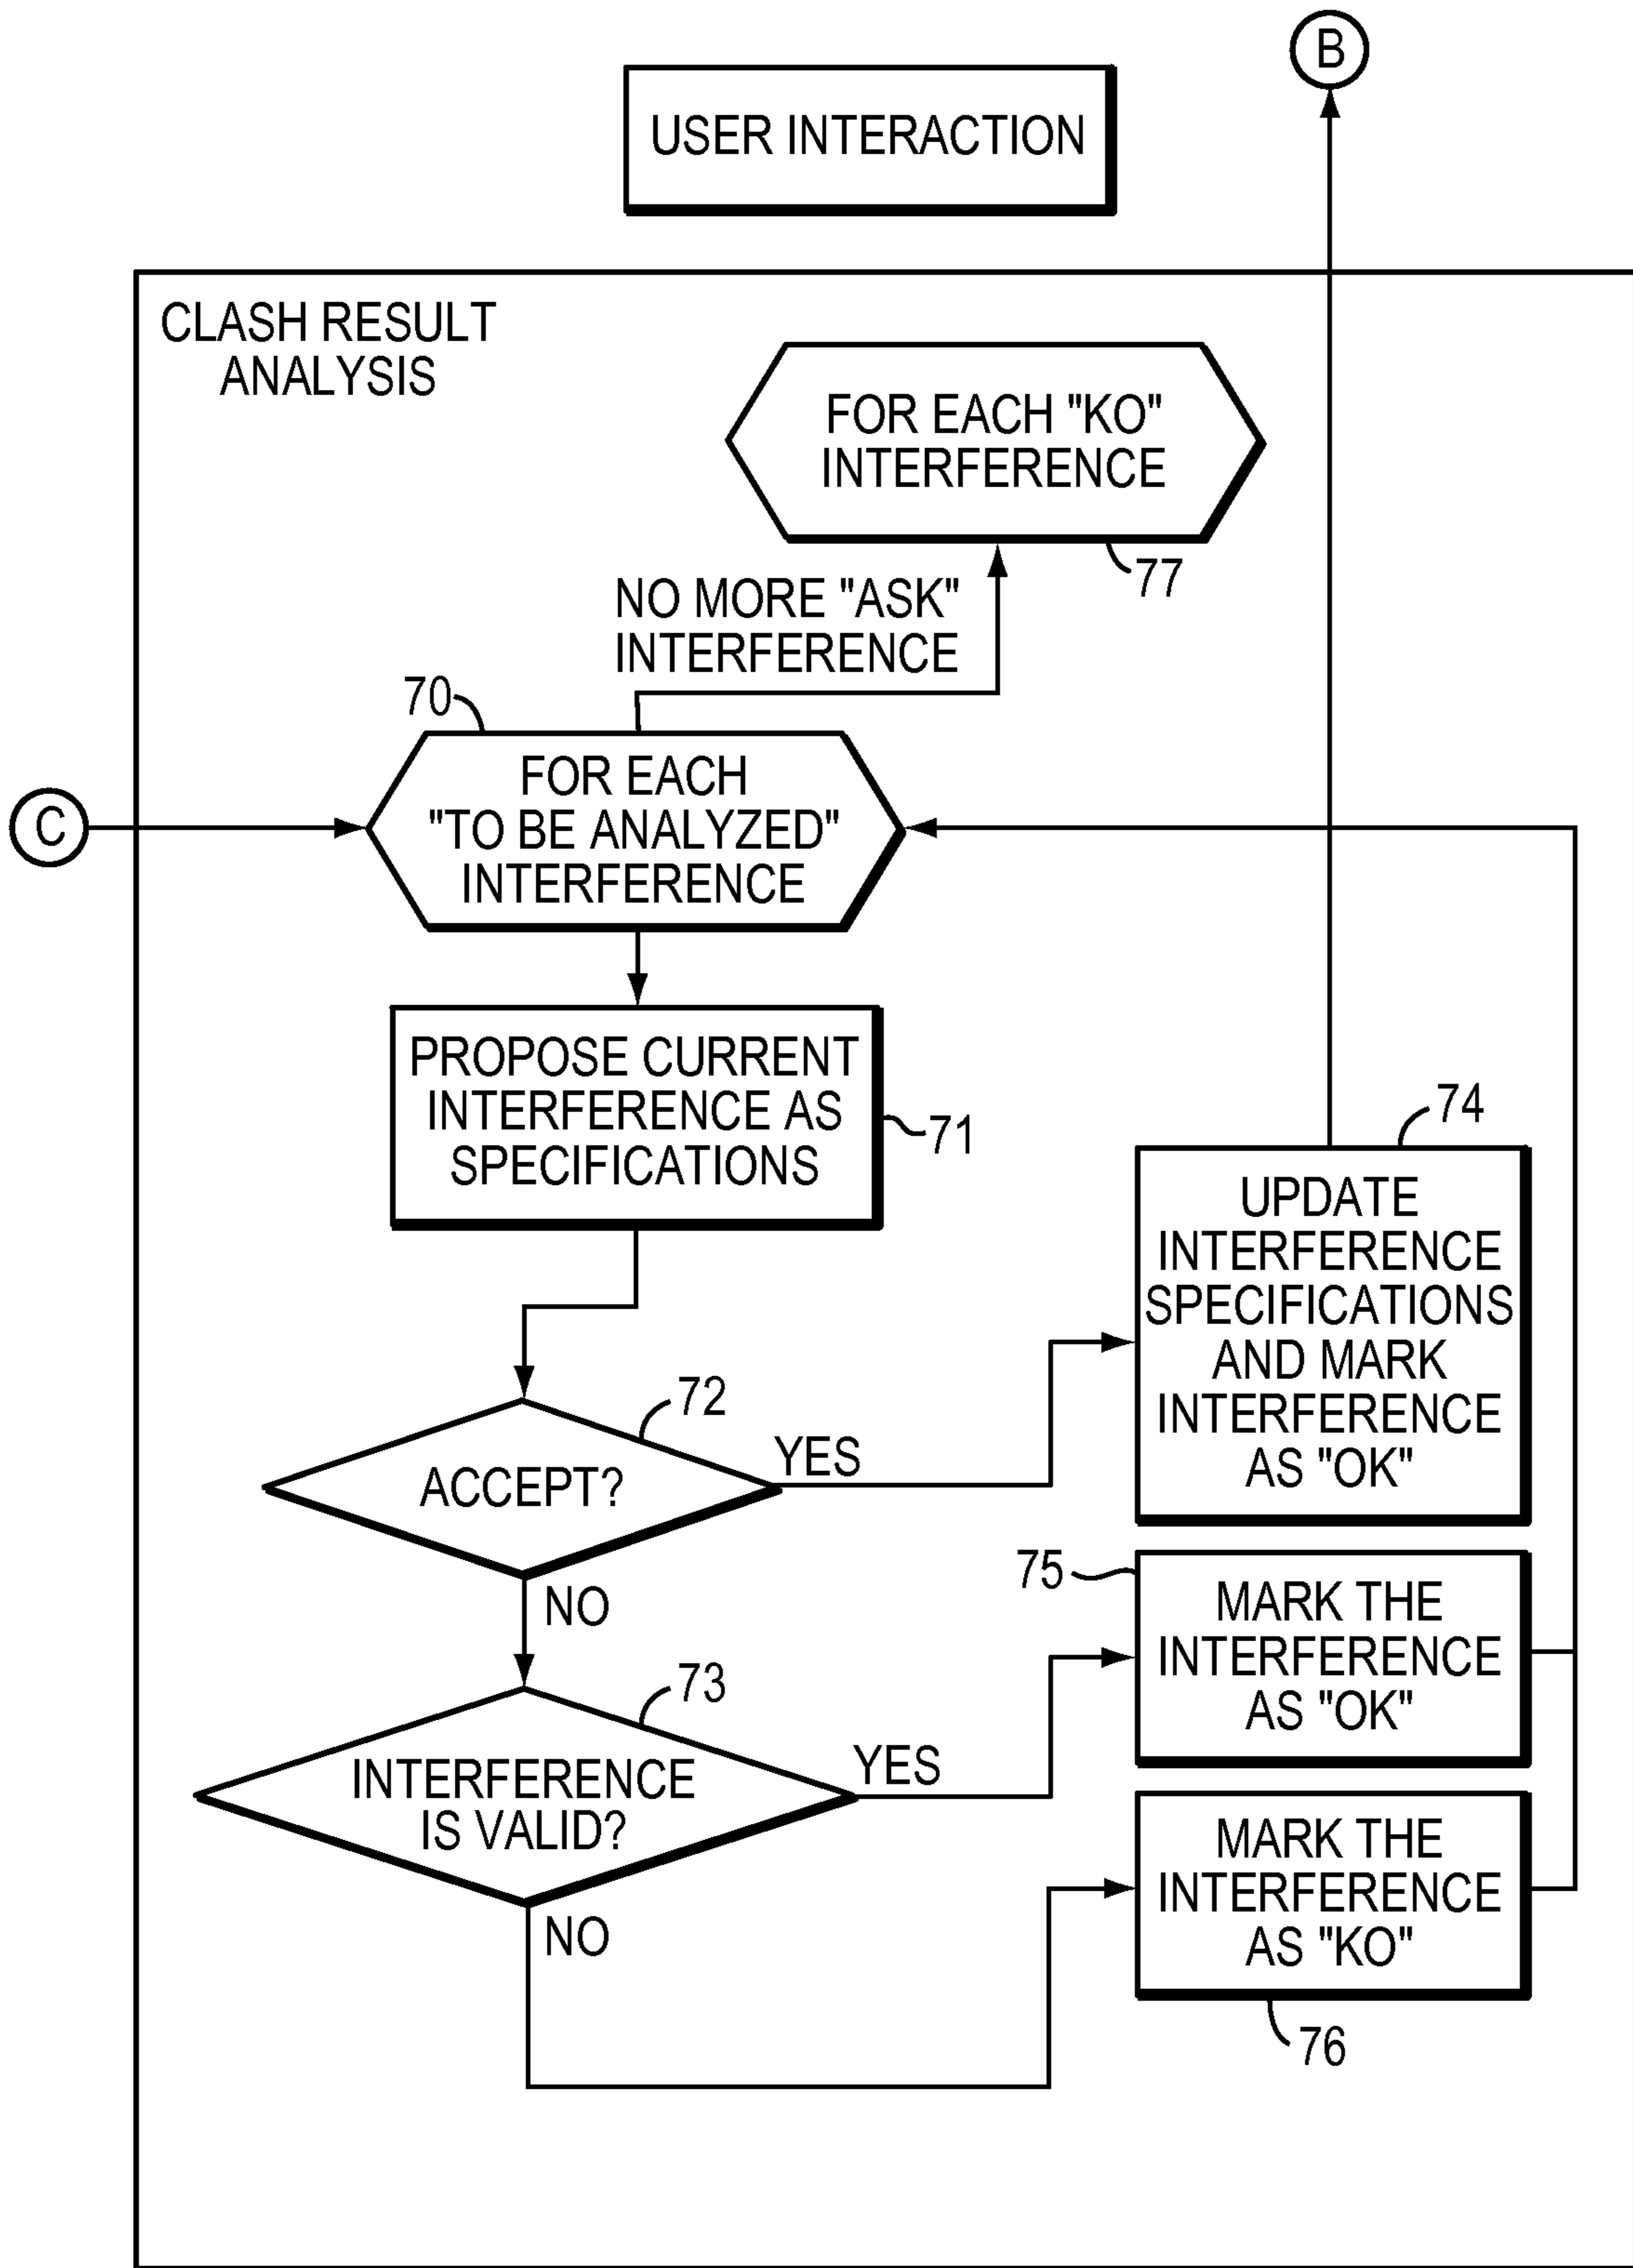 B
USER INTERACTION
CLASH RESULT
ANALYSIS
FOR EACH "KO"
INTERFERENCE
77
NO MORE "ASK"
INTERFERENCE
70
FOR EACH
"TO BE ANALYZED"
INTERFERENCE
C
PROPOSE CURRENT
INTERFERENCE AS
SPECIFICATIONS
71
74
UPDATE
INTERFERENCE
SPECIFICATIONS
AND MARK
INTERFERENCE
AS "OK"
72
ACCEPT?
YES
NO
75
MARK THE
INTERFERENCE
AS "OK"
73
INTERFERENCE
IS VALID?
YES
NO
MARK THE
INTERFERENCE
AS "KO"
76